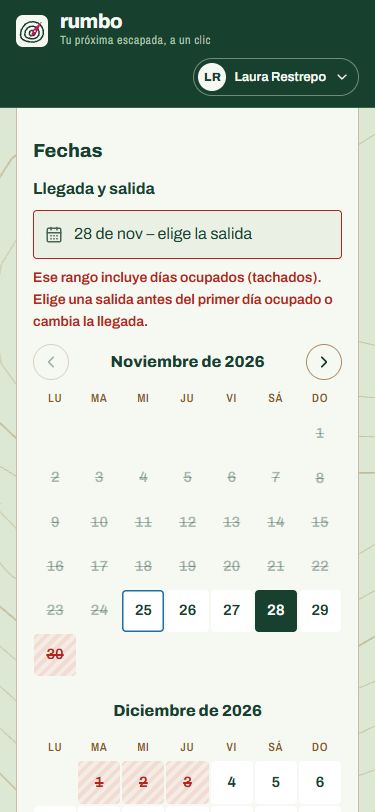 rumbo
Tu próxima escapada, a un clic
LR Laura Restrepo
Fechas
Llegada y salida
28 de nov – elige la salida
Ese rango incluye días ocupados (tachados).
Elige una salida antes del primer día ocupado o
cambia la llegada.
Noviembre de 2026
LU MA MI JU VI SÁ DO
1
2 3 4 5 6 7 8
9 10 11 12 13 14 15
16 17 18 19 20 21 22
23 24 25 26 27 28 29
30
Diciembre de 2026
LU MA MI JU VI SÁ DO
1 2 3 4 5 6